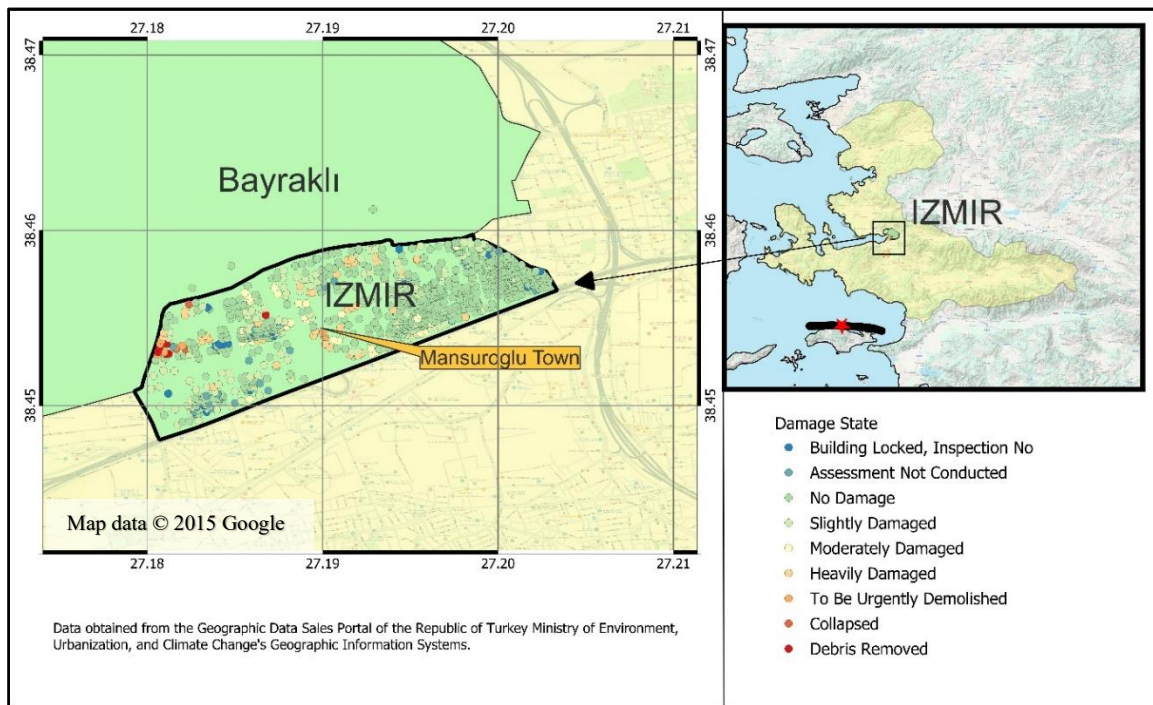 27.18
27.19
27.20
27.21
38.47
38.47
Bayraklı
38.46
38.46
IZMIR
Mansuroglu Town
38.45
38.45
Map data © 2015 Google
27.18
27.19
27.20
27.21
Data obtained from the Geographic Data Sales Portal of the Republic of Turkey Ministry of Environment,
Urbanization, and Climate Change's Geographic Information Systems.
IZMIR
Damage State
Building Locked, Inspection No
Assessment Not Conducted
No Damage
Slightly Damaged
Moderately Damaged
Heavily Damaged
To Be Urgently Demolished
Collapsed
Debris Removed